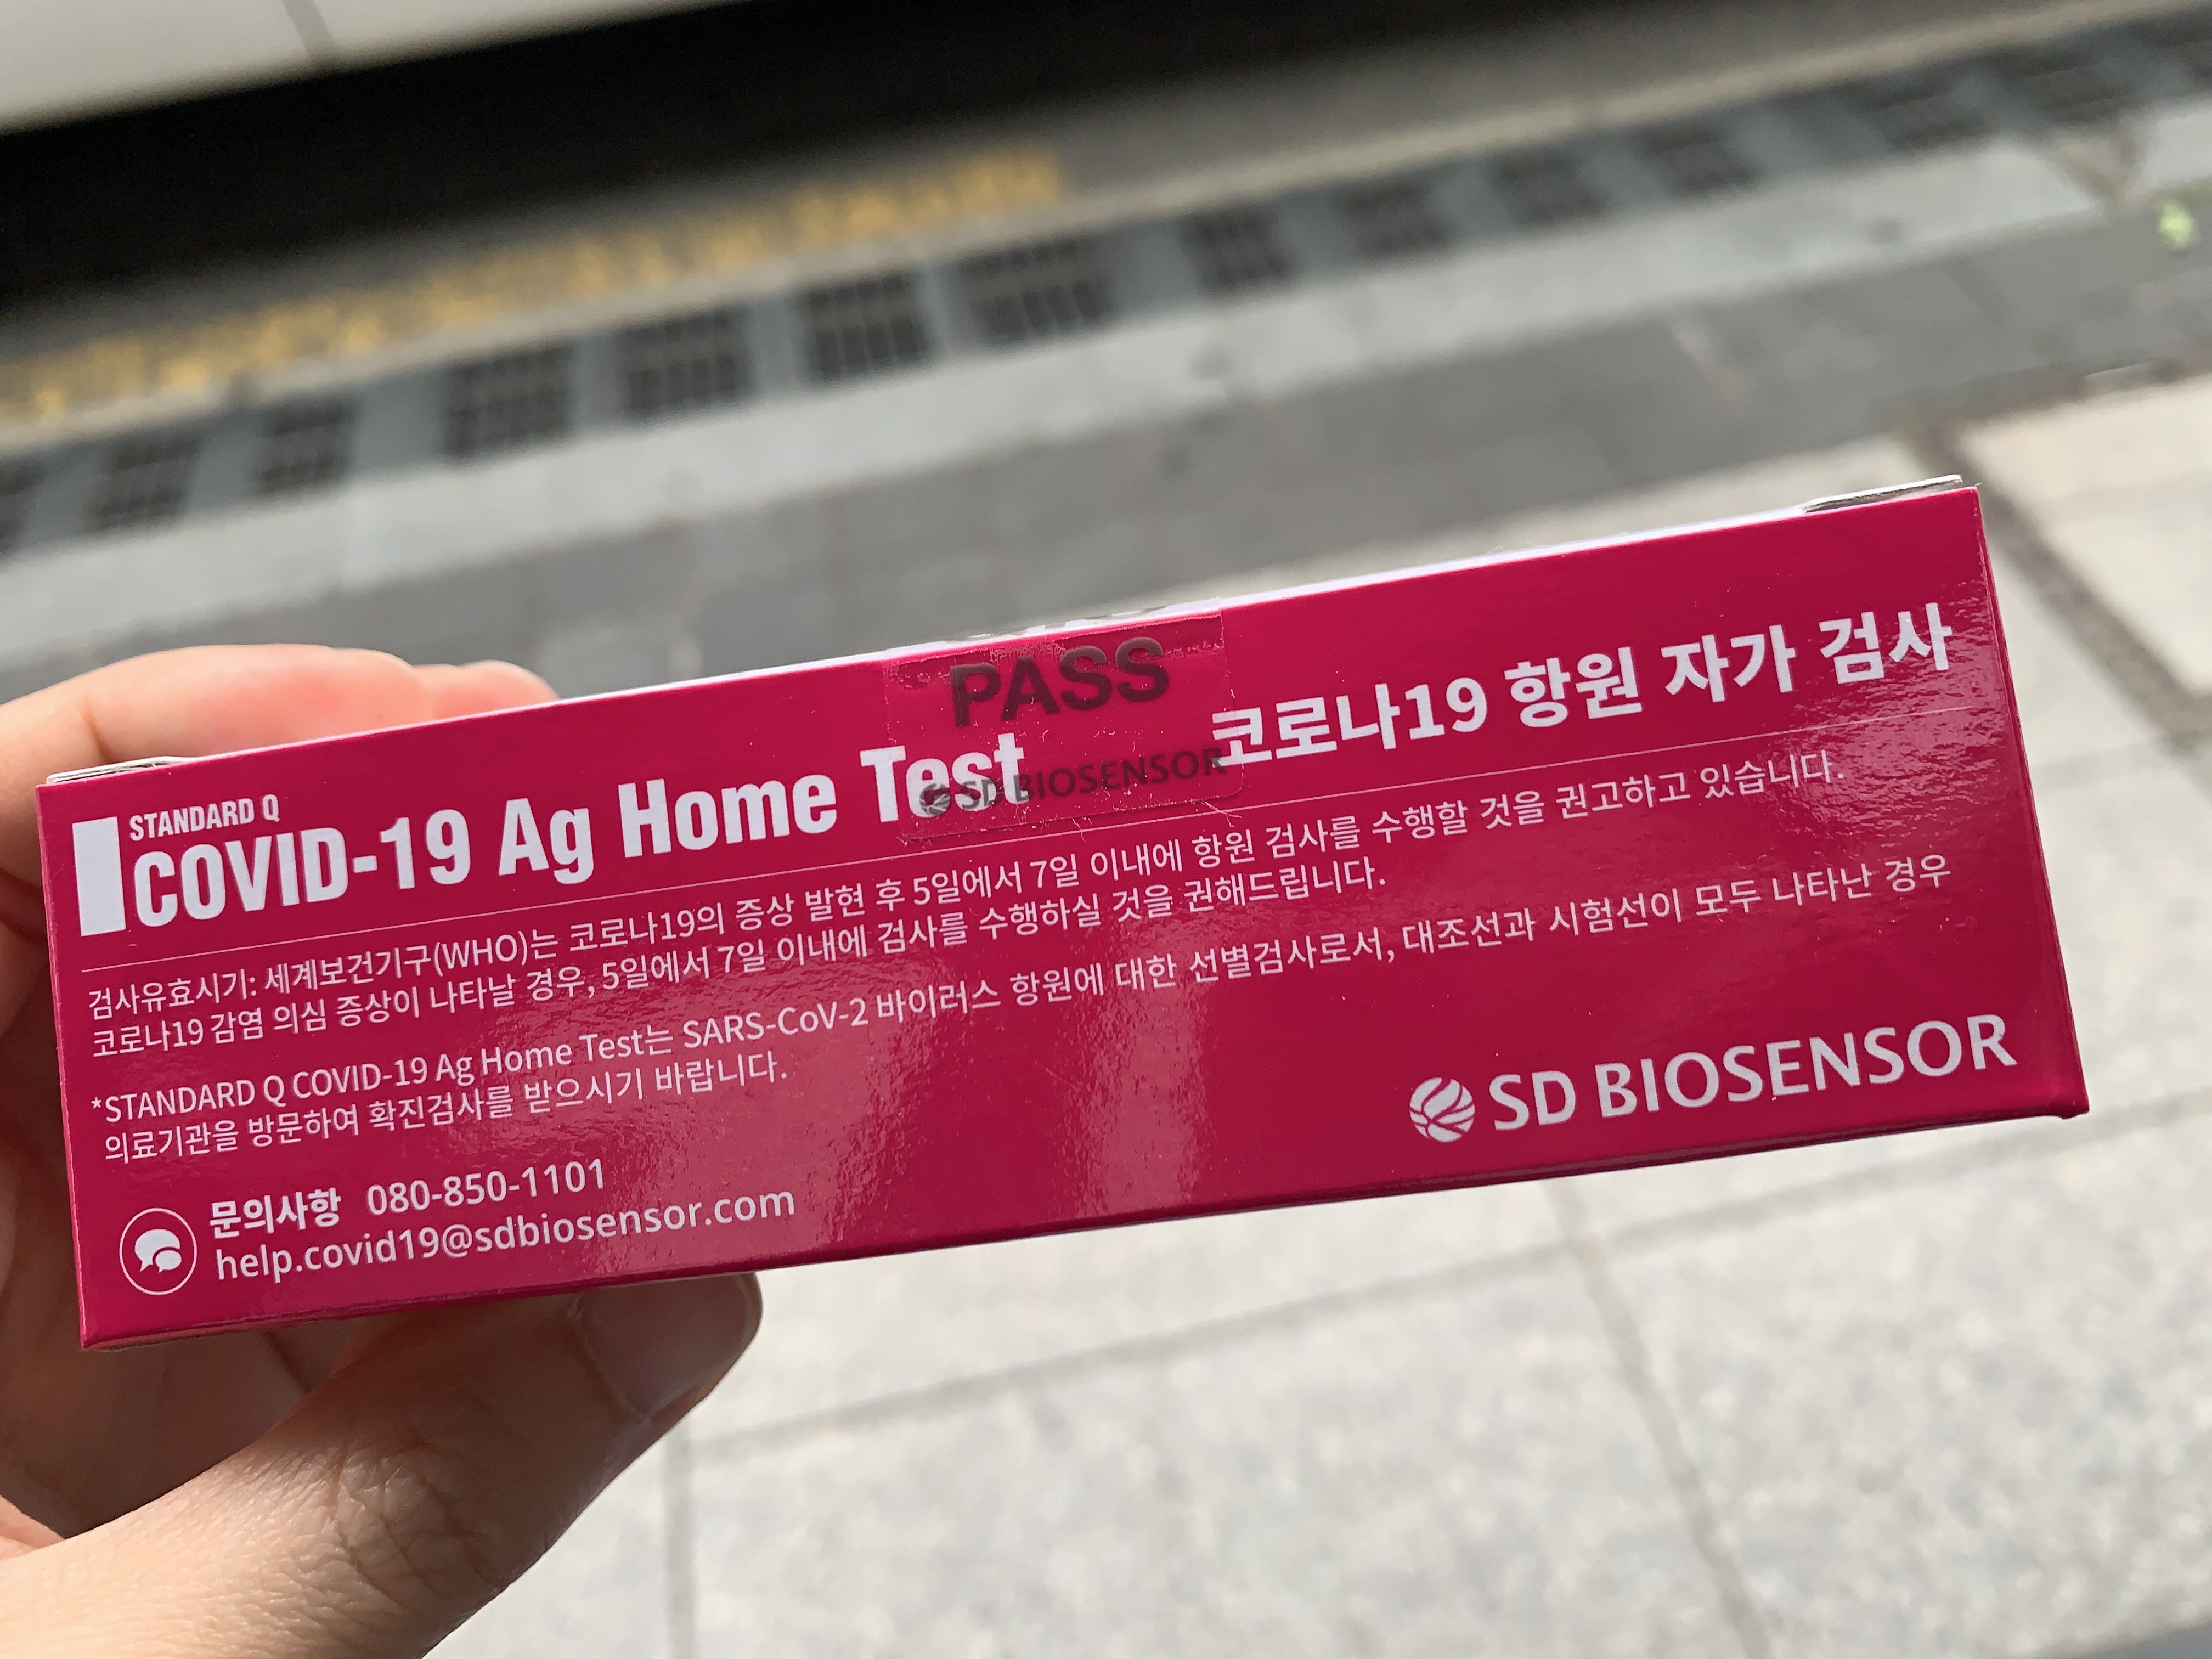 PASS
SD BIOSENSOR
STANDARD Q
COVID-19 Ag Home Test
코로나19 항원 자가 검사
검사유효시기: 세계보건기구(WHO)는 코로나19의 증상 발현 후 5일에서 7일 이내에 항원 검사를 수행할 것을 권고하고 있습니다.
코로나19 감염 의심 증상이 나타날 경우, 5일에서 7일 이내에 검사를 수행하실 것을 권해드립니다.
*STANDARD Q COVID-19 Ag Home Test는 SARS-CoV-2 바이러스 항원에 대한 선별검사로서, 대조선과 시험선이 모두 나타난 경우
의료기관을 방문하여 확진검사를 받으시기 바랍니다.
문의사항 080-850-1101
help.covid19@sdbiosensor.com
SD BIOSENSOR